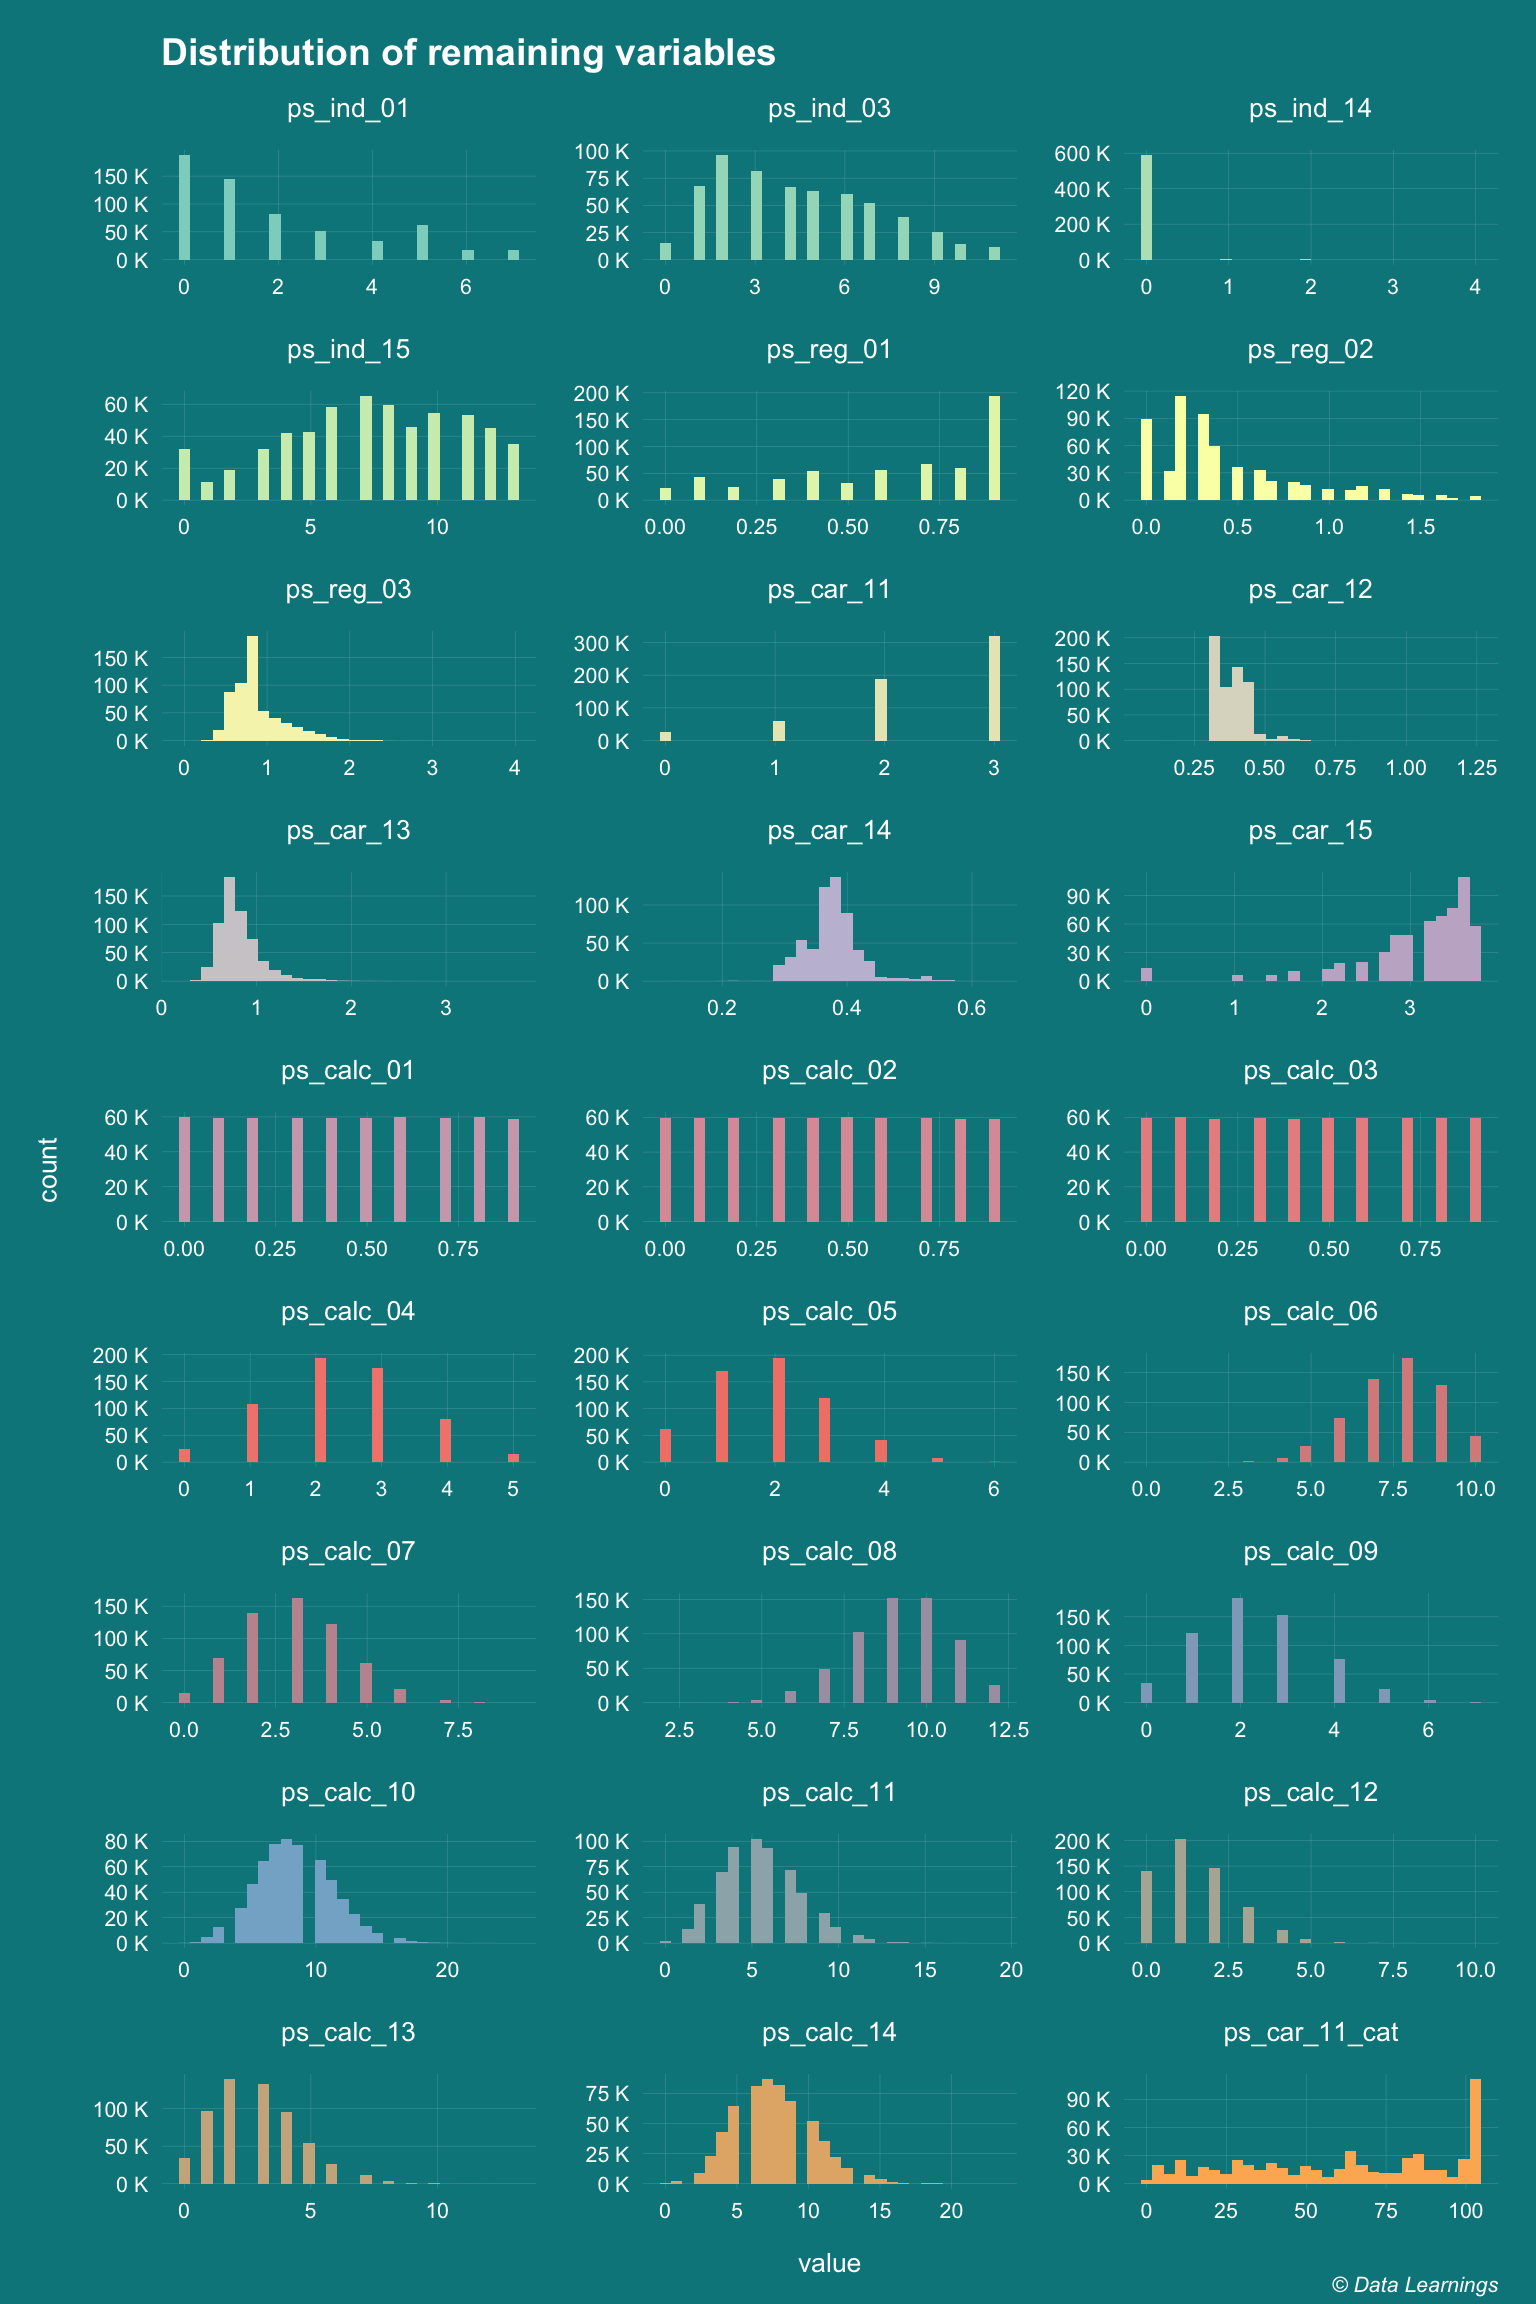 Distribution of remaining variables
ps_ind_01 ps_ind_03 ps_ind_14
150 K
100 K
50 K
0 K
0 2 4 6
100 K
75 K
50 K
25 K
0 K
0 3 6 9
600 K
400 K
200 K
0 K
0 1 2 3 4
ps_ind_15 ps_reg_01 ps_reg_02
60 K
40 K
20 K
0 K
0 5 10
200 K
150 K
100 K
50 K
0 K
0.00 0.25 0.50 0.75
120 K
90 K
60 K
30 K
0 K
0.0 0.5 1.0 1.5
ps_reg_03 ps_car_11 ps_car_12
150 K
100 K
50 K
0 K
0 1 2 3 4
300 K
200 K
100 K
0 K
0 1 2 3
200 K
150 K
100 K
50 K
0 K
0.25 0.50 0.75 1.00 1.25
ps_car_13 ps_car_14 ps_car_15
150 K
100 K
50 K
0 K
0 1 2 3
100 K
50 K
0 K
0.2 0.4 0.6
90 K
60 K
30 K
0 K
0 1 2 3
ps_calc_01 ps_calc_02 ps_calc_03
60 K
40 K
20 K
0 K
0.00 0.25 0.50 0.75
60 K
40 K
20 K
0 K
0.00 0.25 0.50 0.75
60 K
40 K
20 K
0 K
0.00 0.25 0.50 0.75
count
ps_calc_04 ps_calc_05 ps_calc_06
200 K
150 K
100 K
50 K
0 K
0 1 2 3 4 5
200 K
150 K
100 K
50 K
0 K
0 2 4 6
150 K
100 K
50 K
0 K
0.0 2.5 5.0 7.5 10.0
ps_calc_07 ps_calc_08 ps_calc_09
150 K
100 K
50 K
0 K
0.0 2.5 5.0 7.5
150 K
100 K
50 K
0 K
2.5 5.0 7.5 10.0 12.5
150 K
100 K
50 K
0 K
0 2 4 6
ps_calc_10 ps_calc_11 ps_calc_12
80 K
60 K
40 K
20 K
0 K
0 10 20
100 K
75 K
50 K
25 K
0 K
0 5 10 15 20
200 K
150 K
100 K
50 K
0 K
0.0 2.5 5.0 7.5 10.0
ps_calc_13 ps_calc_14 ps_car_11_cat
100 K
50 K
0 K
0 5 10
75 K
50 K
25 K
0 K
0 5 10 15 20
90 K
60 K
30 K
0 K
0 25 50 75 100
value
© Data Learnings